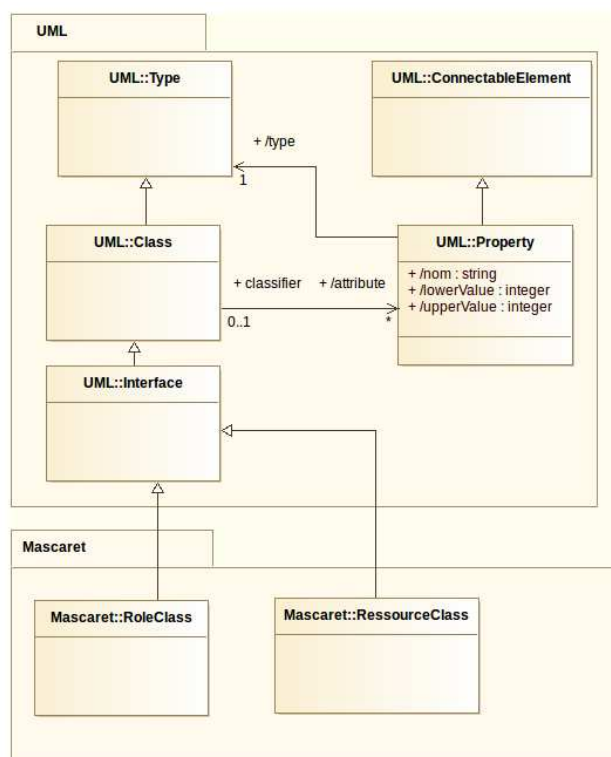 UML
UML::Type
UML::ConnectableElement
+ /type
1
UML::Class
UML::Property
+ /nom : string
+ /lowerValue : integer
+ /upperValue : integer
+ classifier
+ /attribute
0..1
*
UML::Interface
Mascaret
Mascaret::RoleClass
Mascaret::RessourceClass